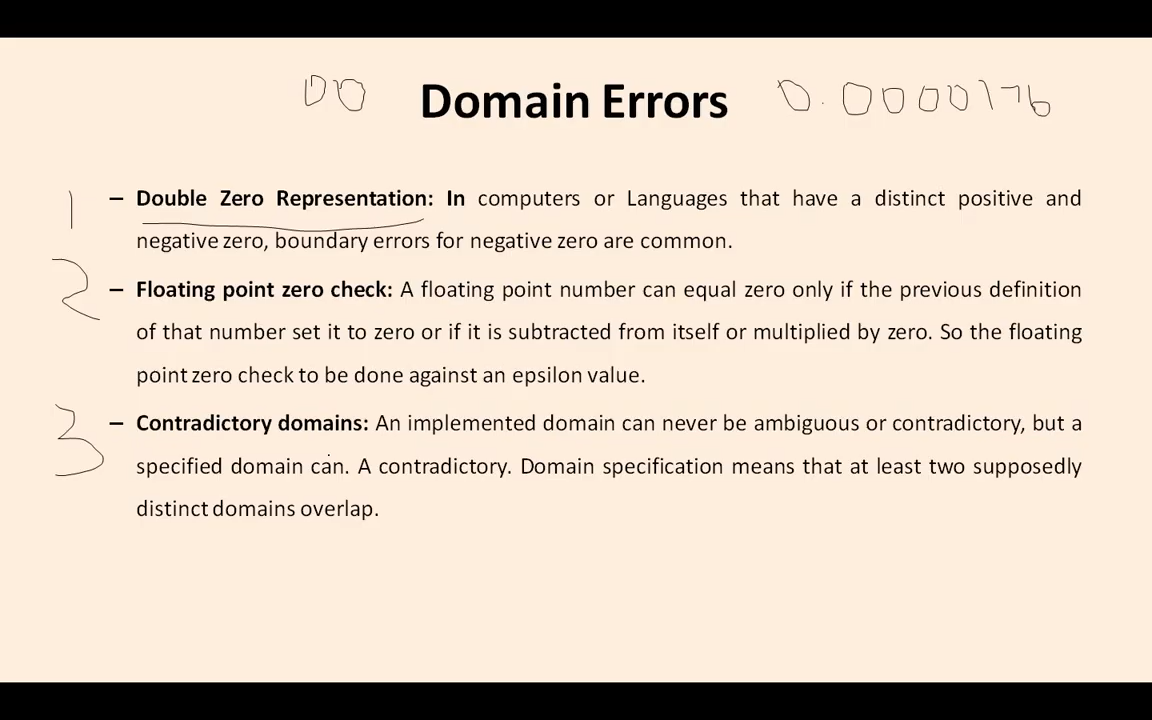 00 Domain Errors 0.0000176
1 – Double Zero Representation: In computers or Languages that have a distinct positive and
negative zero, boundary errors for negative zero are common.
2 – Floating point zero check: A floating point number can equal zero only if the previous definition
of that number set it to zero or if it is subtracted from itself or multiplied by zero. So the floating
point zero check to be done against an epsilon value.
3 – Contradictory domains: An implemented domain can never be ambiguous or contradictory, but a
specified domain can. A contradictory. Domain specification means that at least two supposedly
distinct domains overlap.